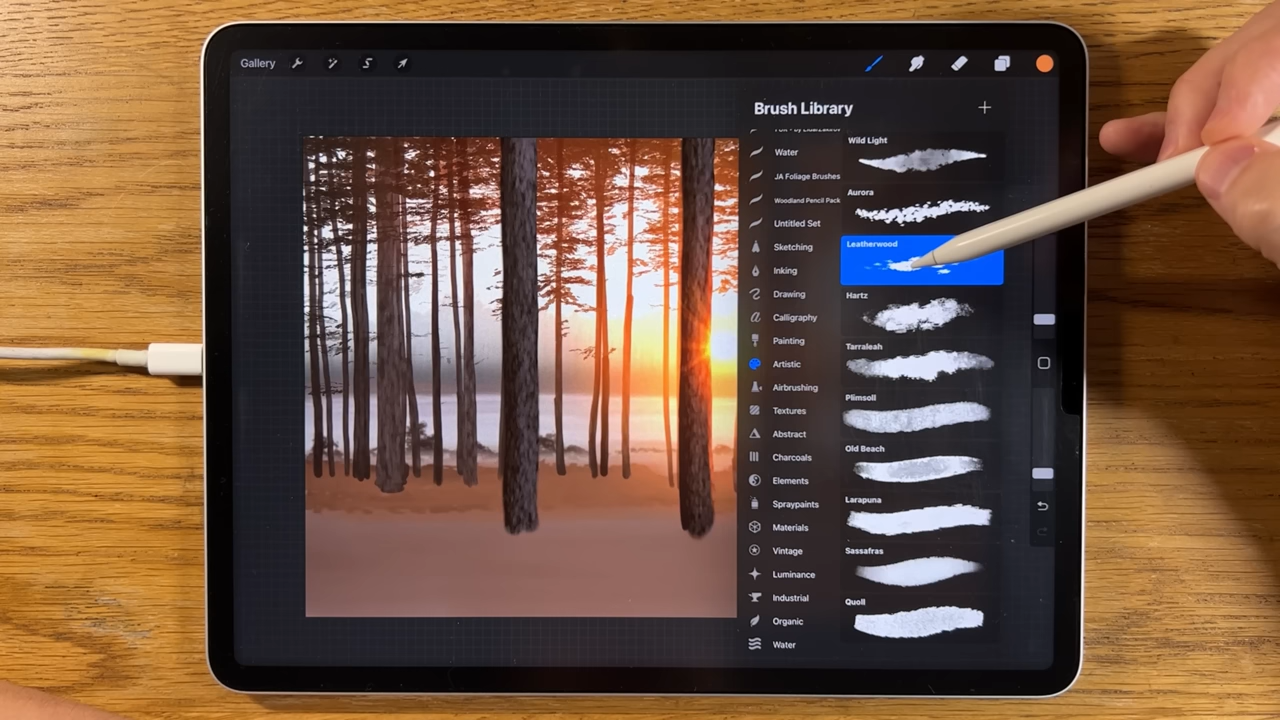 Gallery
Brush Library
Water
JA Foliage Brushes
Woodland Pencil Pack
Untitled Set
Sketching
Inking
Drawing
Calligraphy
Painting
Artistic
Airbrushing
Textures
Abstract
Charcoals
Elements
Spraypaints
Materials
Vintage
Luminance
Industrial
Organic
Water
Wild Light
Aurora
Leatherwood
Hartz
Tarraleah
Plimsoll
Old Beach
Larapuna
Sassafras
Quoll